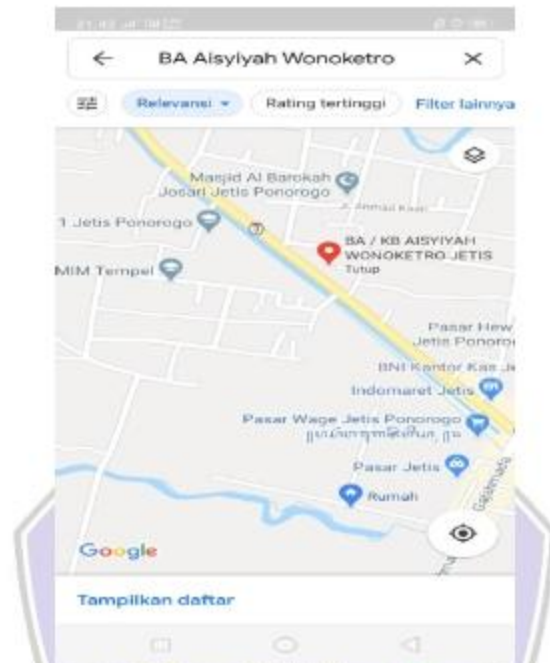 BA Aisyiyah Wonoketro
Relevansi
Rating tertinggi
Filter lainnya
Masjid Al Barokah
Josari Jetis Ponorogo
1 Jetis Ponorogo
BA / KB AISYIYAH
WONOKETRO JETIS
Tutup
MIM Tempel
Pasar Hew
Jetis Ponoro
BNI Kantor Kas Je
Indomaret Jetis
Pasar Wage Jetis Ponorogo
Pasar Jetis
Rumah
Google
Tampilkan daftar